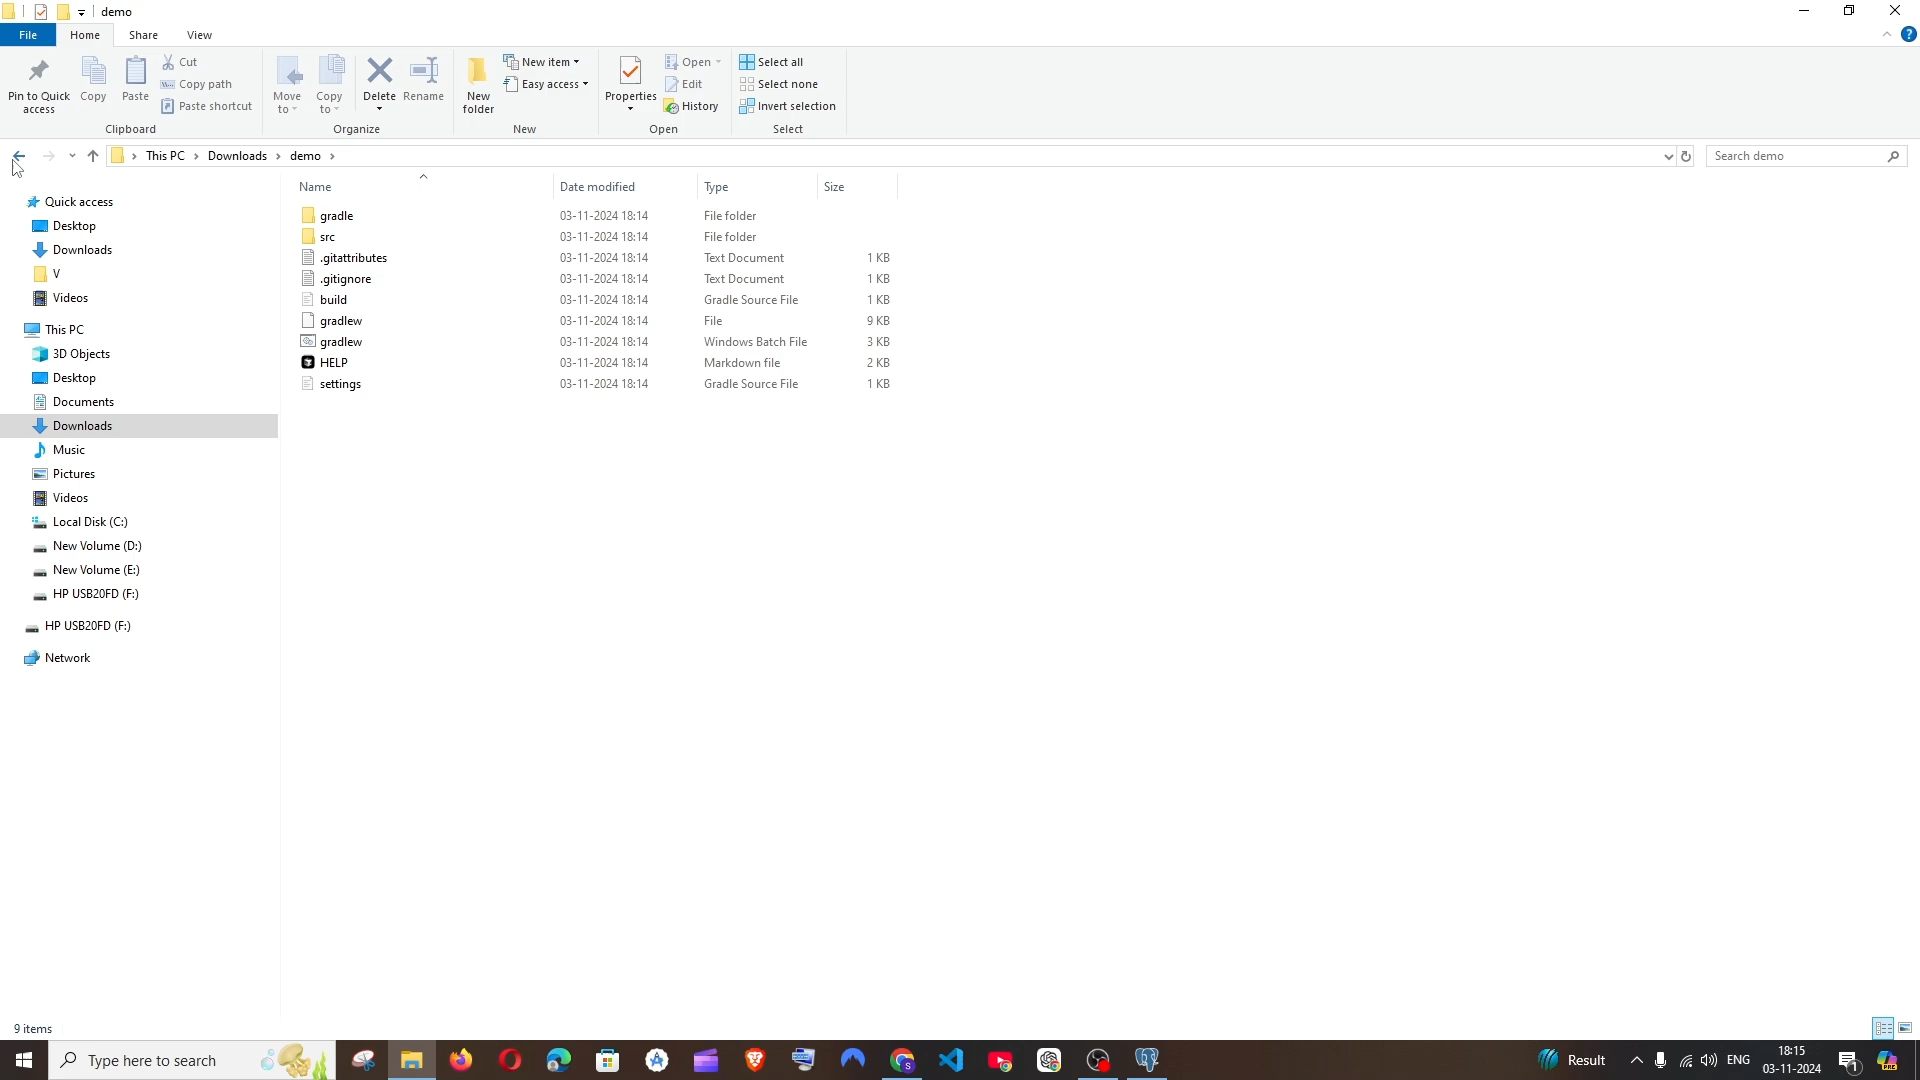 demo
File Home Share View
Pin to Quick access
Copy
Paste
Cut
Copy path
Paste shortcut
Clipboard
Move to
Copy to
Delete
Rename
Organize
New folder
New item
Easy access
New
Properties
Open
Edit
History
Open
Select all
Select none
Invert selection
Select
This PC Downloads demo
Search demo
Quick access
Desktop
Downloads
V
Videos
This PC
3D Objects
Desktop
Documents
Downloads
Music
Pictures
Videos
Local Disk (C:)
New Volume (D:)
New Volume (E:)
HP USB20FD (F:)
HP USB20FD (F:)
Network
Name Date modified Type Size
gradle 03-11-2024 18:14 File folder
src 03-11-2024 18:14 File folder
.gitattributes 03-11-2024 18:14 Text Document 1 KB
.gitignore 03-11-2024 18:14 Text Document 1 KB
build 03-11-2024 18:14 Gradle Source File 1 KB
gradlew 03-11-2024 18:14 File 9 KB
gradlew 03-11-2024 18:14 Windows Batch File 3 KB
HELP 03-11-2024 18:14 Markdown file 2 KB
settings 03-11-2024 18:14 Gradle Source File 1 KB
9 items
Type here to search
Result
ENG
18:15
03-11-2024
1
PRE